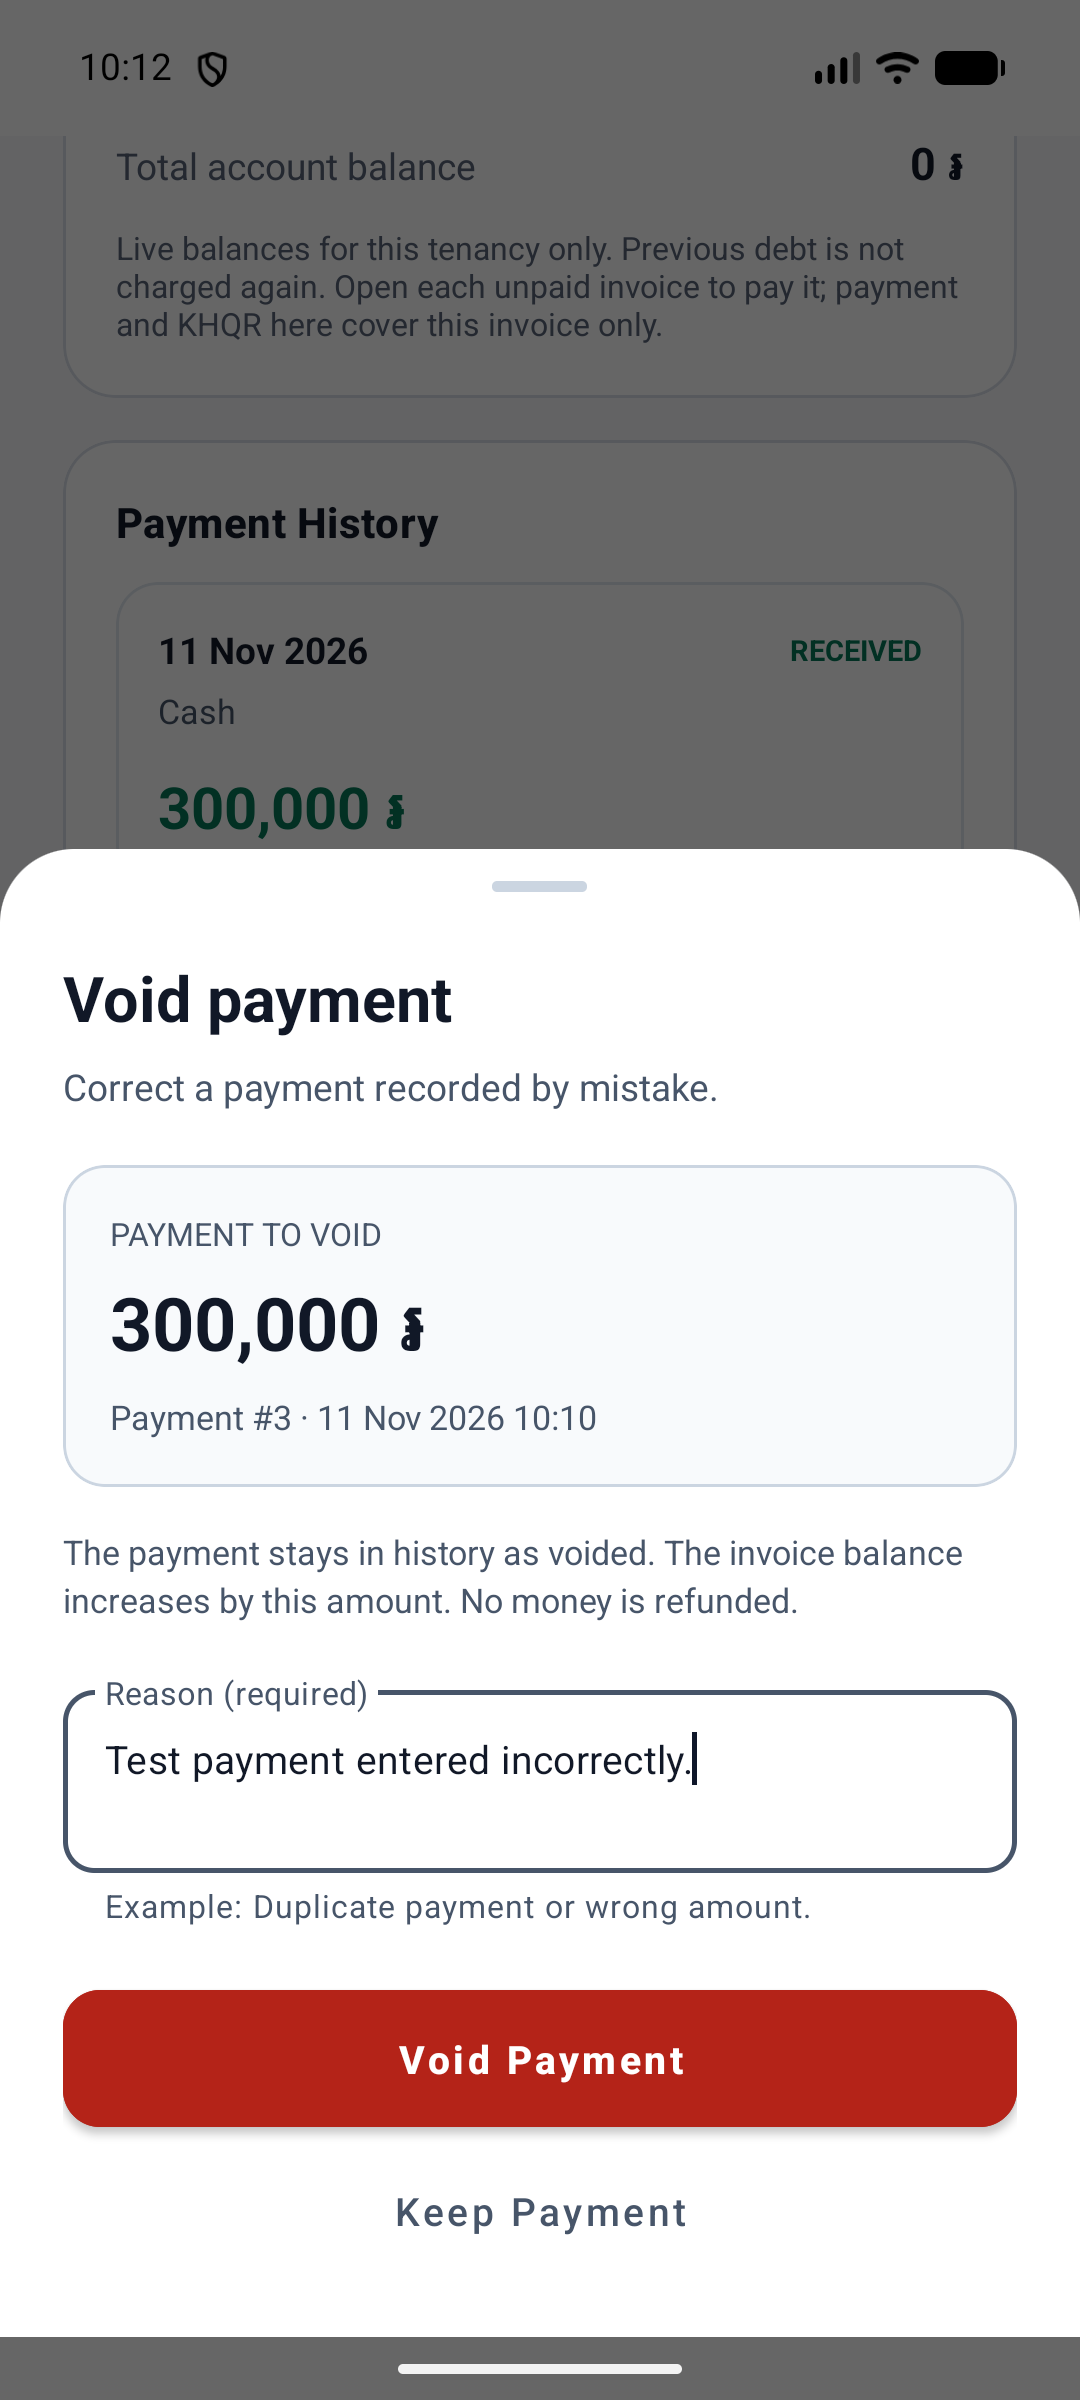 10:12
Total account balance
0 ៛
Live balances for this tenancy only. Previous debt is not
charged again. Open each unpaid invoice to pay it; payment
and KHQR here cover this invoice only.
Payment History
11 Nov 2026
RECEIVED
Cash
300,000 ៛
Void payment
Correct a payment recorded by mistake.
PAYMENT TO VOID
300,000 ៛
Payment #3 · 11 Nov 2026 10:10
The payment stays in history as voided. The invoice balance
increases by this amount. No money is refunded.
Reason (required)
Test payment entered incorrectly.
Example: Duplicate payment or wrong amount.
Void Payment
Keep Payment